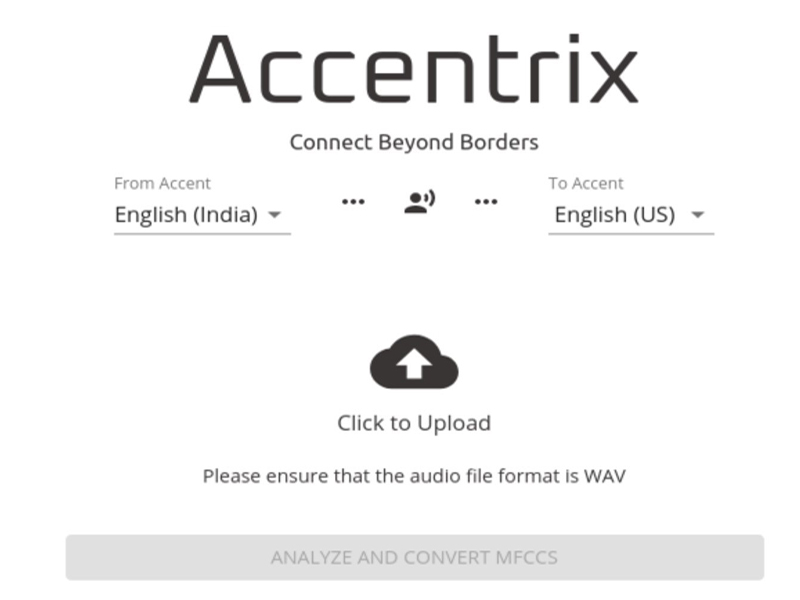 Accentrix
Connect Beyond Borders
From Accent
To Accent
English (India)
English (US)
Click to Upload
Please ensure that the audio file format is WAV
ANALYZE AND CONVERT MFCCS